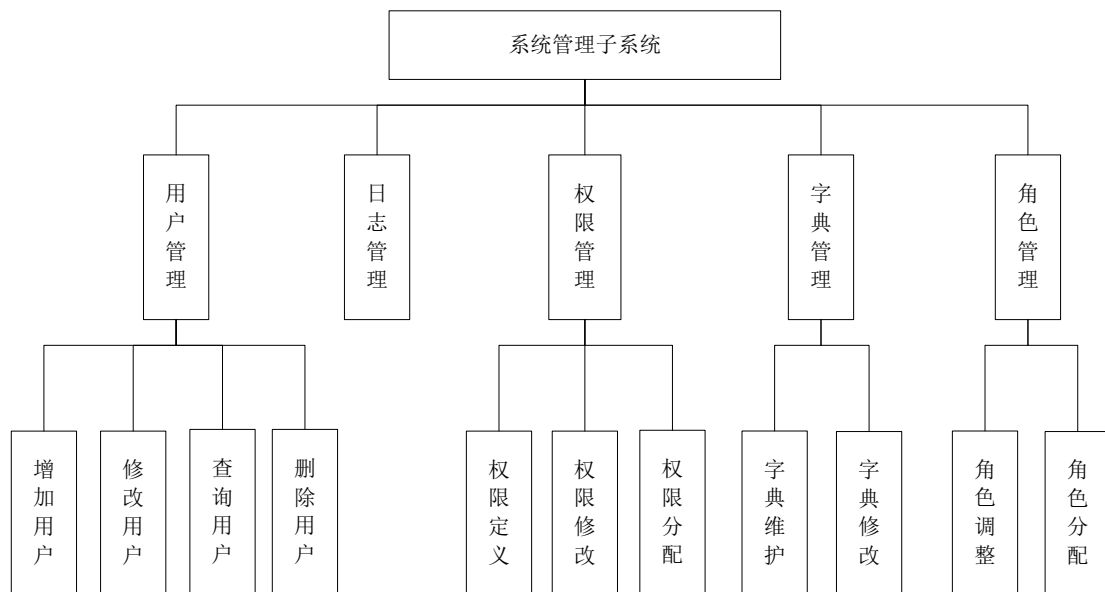 系统管理子系统
用户管理
日志管理
权限管理
字典管理
角色管理
增加用户
修改用户
查询用户
删除用户
权限定义
权限修改
权限分配
字典维护
字典修改
角色调整
角色分配